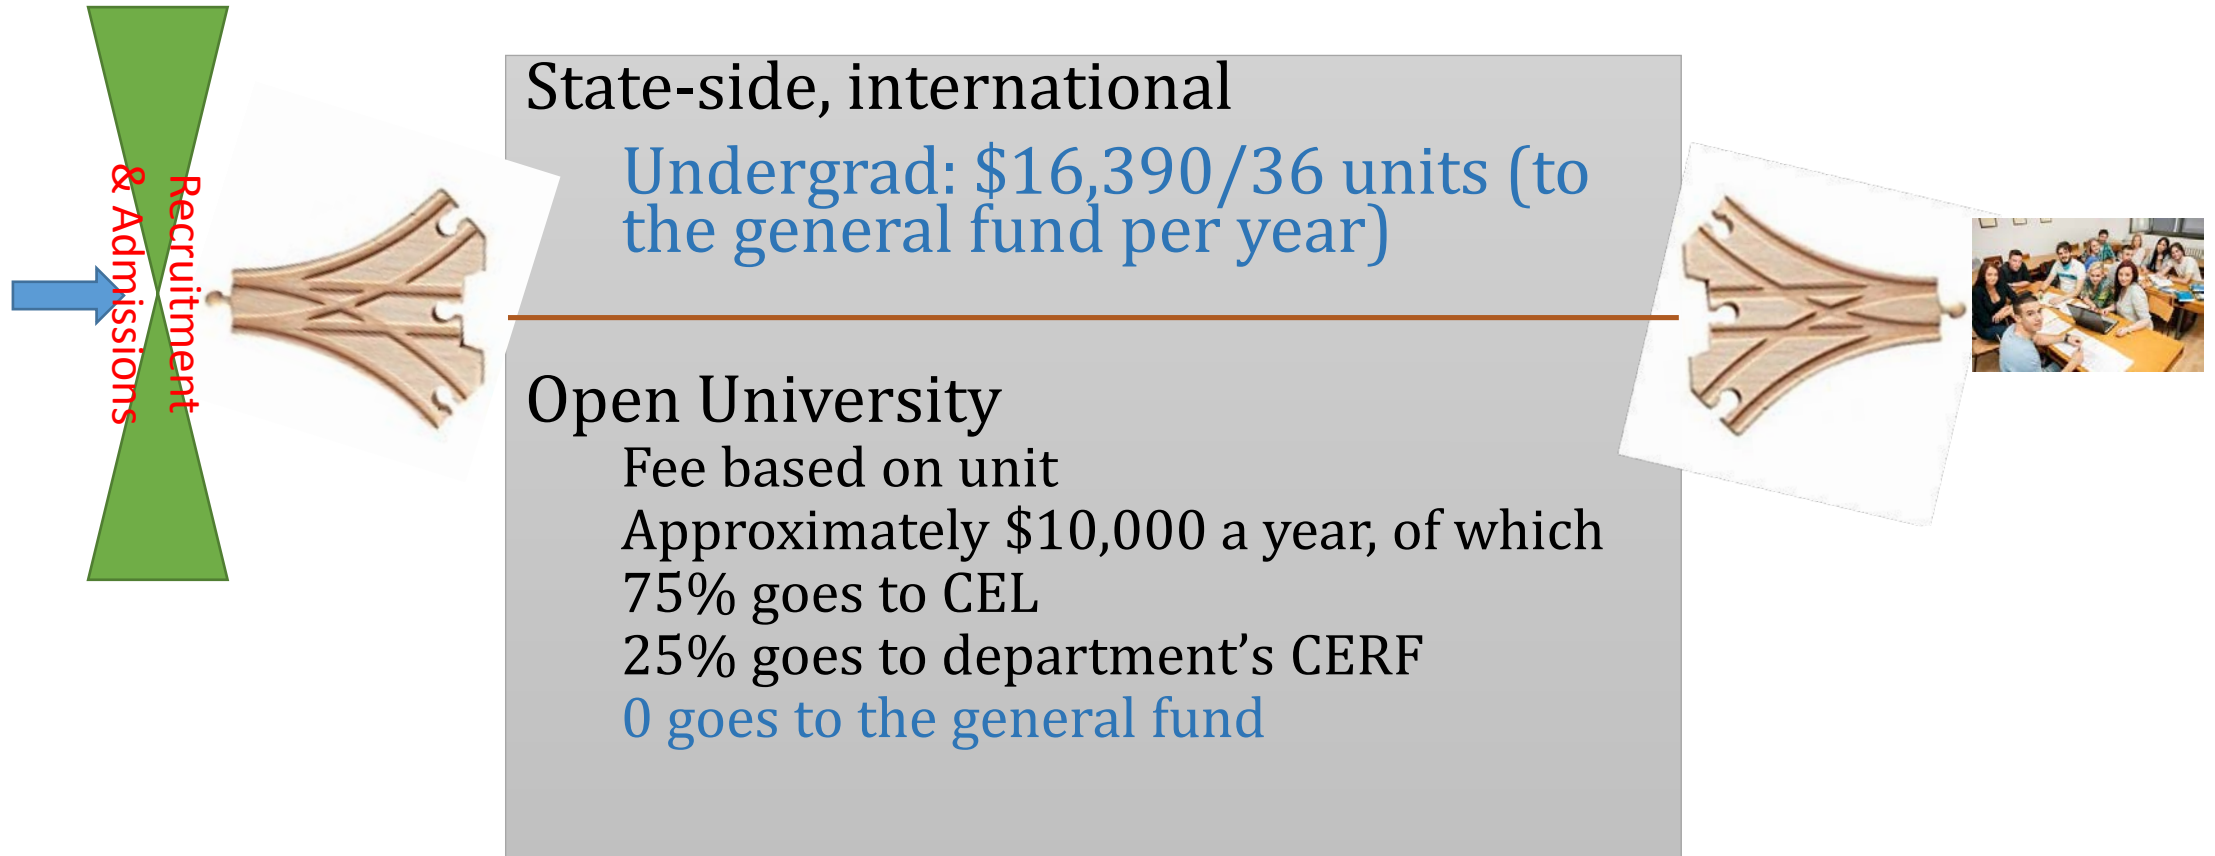 Recruitment
& Admissions
State-side, international
Undergrad: $16,390/36 units (to
the general fund per year)
Open University
Fee based on unit
Approximately $10,000 a year, of which
75% goes to CEL
25% goes to department’s CERF
0 goes to the general fund